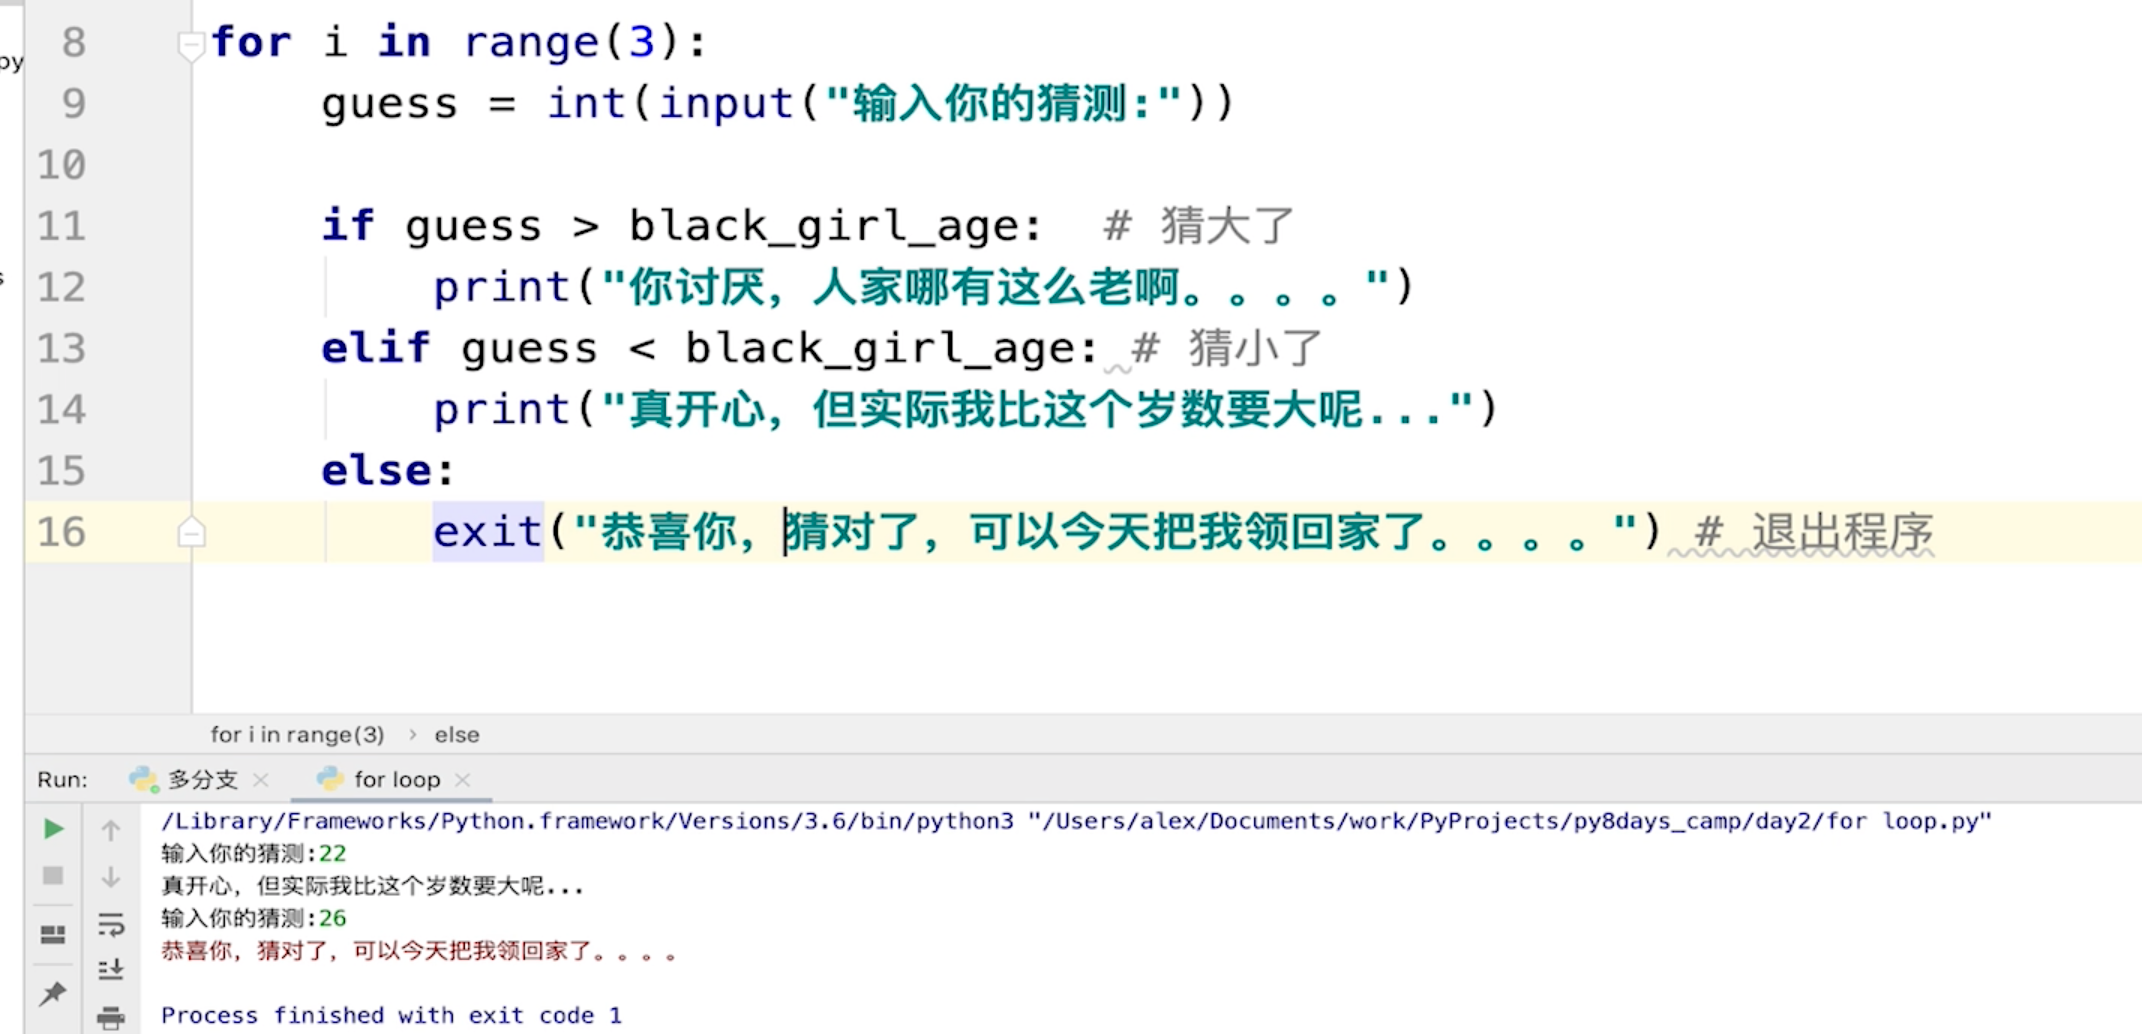 8 for i in range(3):
py
9 guess = int(input("输入你的猜测:"))
10
11 if guess > black_girl_age:  # 猜大了
12 print("你讨厌，人家哪有这么老啊。。。。")
13 elif guess < black_girl_age: # 猜小了
14 print("真开心，但实际我比这个岁数要大呢...")
15 else:
16 exit("恭喜你，猜对了，可以今天把我领回家了。。。。") # 退出程序
for i in range(3) › else
Run: 多分支 × for loop ×
/Library/Frameworks/Python.framework/Versions/3.6/bin/python3 "/Users/alex/Documents/work/PyProjects/py8days_camp/day2/for loop.py"
输入你的猜测:22
真开心，但实际我比这个岁数要大呢...
输入你的猜测:26
恭喜你，猜对了，可以今天把我领回家了。。。。
Process finished with exit code 1